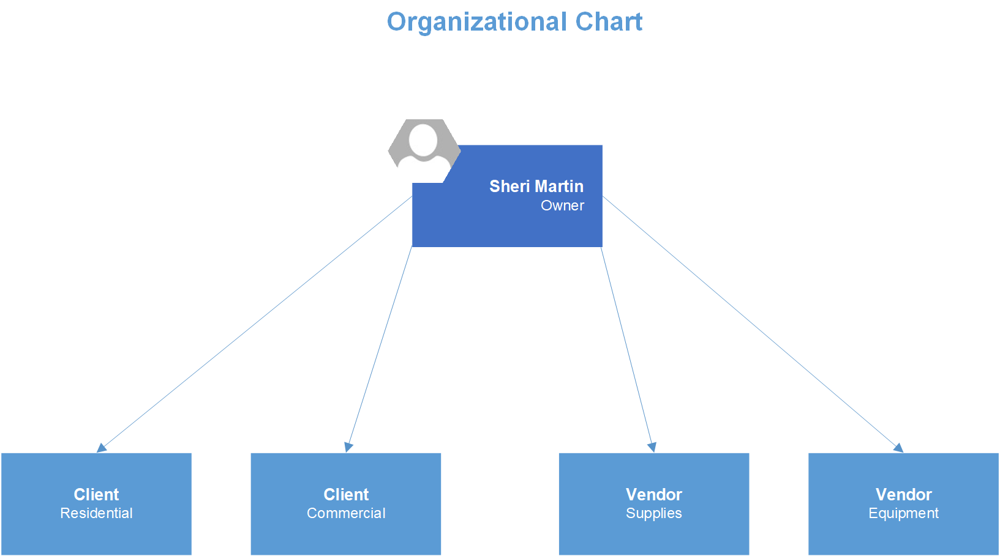 Organizational Chart
Sheri Martin
Owner
Client
Residential
Client
Commercial
Vendor
Supplies
Vendor
Equipment